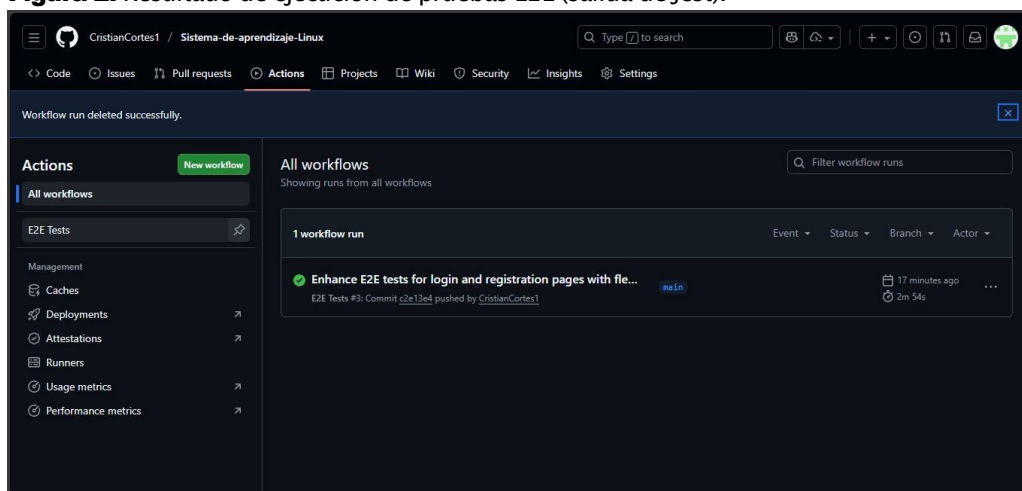 Figura 2. Resultado de ejecución de pruebas E2E (salida de Jest).
CristianCortes1 / Sistema-de-aprendizaje-Linux
Type / to search
Code Issues Pull requests Actions Projects Wiki Security Insights Settings
Workflow run deleted successfully.
Actions
New workflow
All workflows
E2E Tests
Management
Caches
Deployments
Attestations
Runners
Usage metrics
Performance metrics
All workflows
Showing runs from all workflows
Filter workflow runs
1 workflow run
Event Status Branch Actor
Enhance E2E tests for login and registration pages with fle...
main
17 minutes ago
E2E Tests #3: Commit c2e13e4 pushed by CristianCortes1
2m 54s